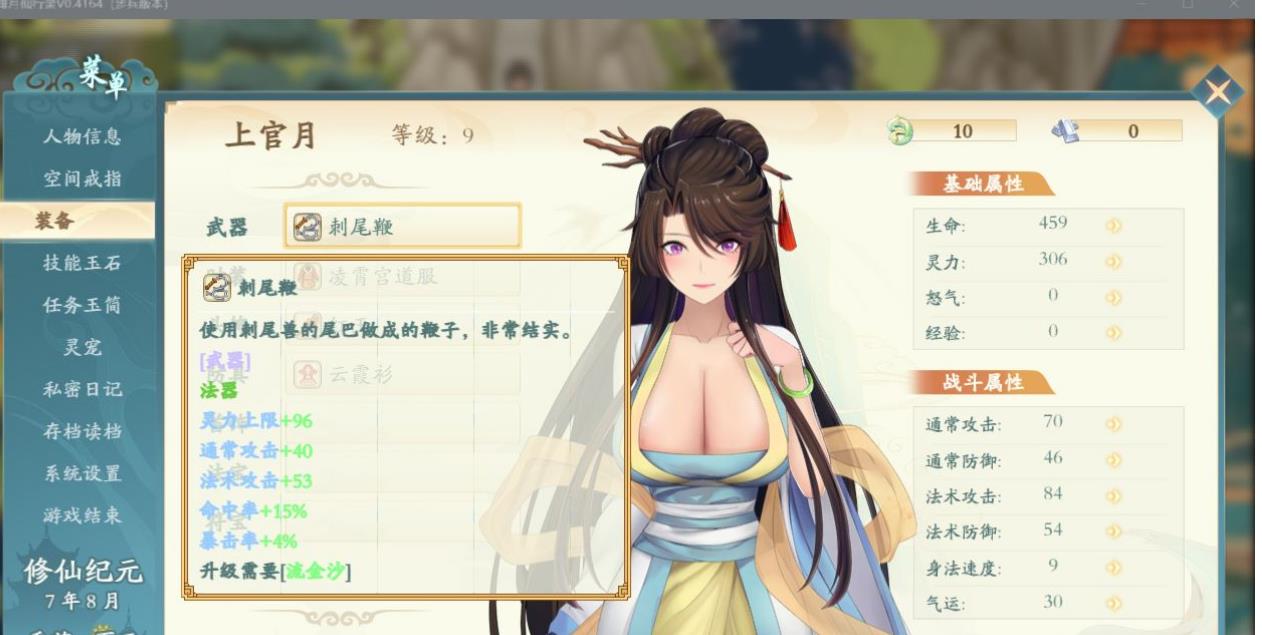 菜单
人物信息
空间戒指
装备
技能玉石
任务玉简
灵宠
私密日记
存档读档
系统设置
游戏结束
修仙纪元
7年8月
上官月 等级: 9
武器 刺尾鞭
凌霄宫道服
防具 云霞衫
刺尾鞭
使用刺尾兽的尾巴做成的鞭子，非常结实。
[武器]
法器
灵力上限+96
通常攻击+40
法术攻击+53
命中率+15%
暴击率+4%
升级需要[流金沙]
10 0
基础属性
生命: 459
灵力: 306
怒气: 0
经验: 0
战斗属性
通常攻击: 70
通常防御: 46
法术攻击: 84
法术防御: 54
身法速度: 9
气运: 30